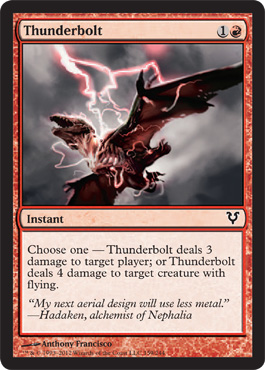 Thunderbolt 1
Instant
Choose one — Thunderbolt deals 3
damage to target player; or Thunderbolt
deals 4 damage to target creature with
flying.
“My next aerial design will use less metal.”
—Hadaken, alchemist of Nephalia
Anthony Francisco